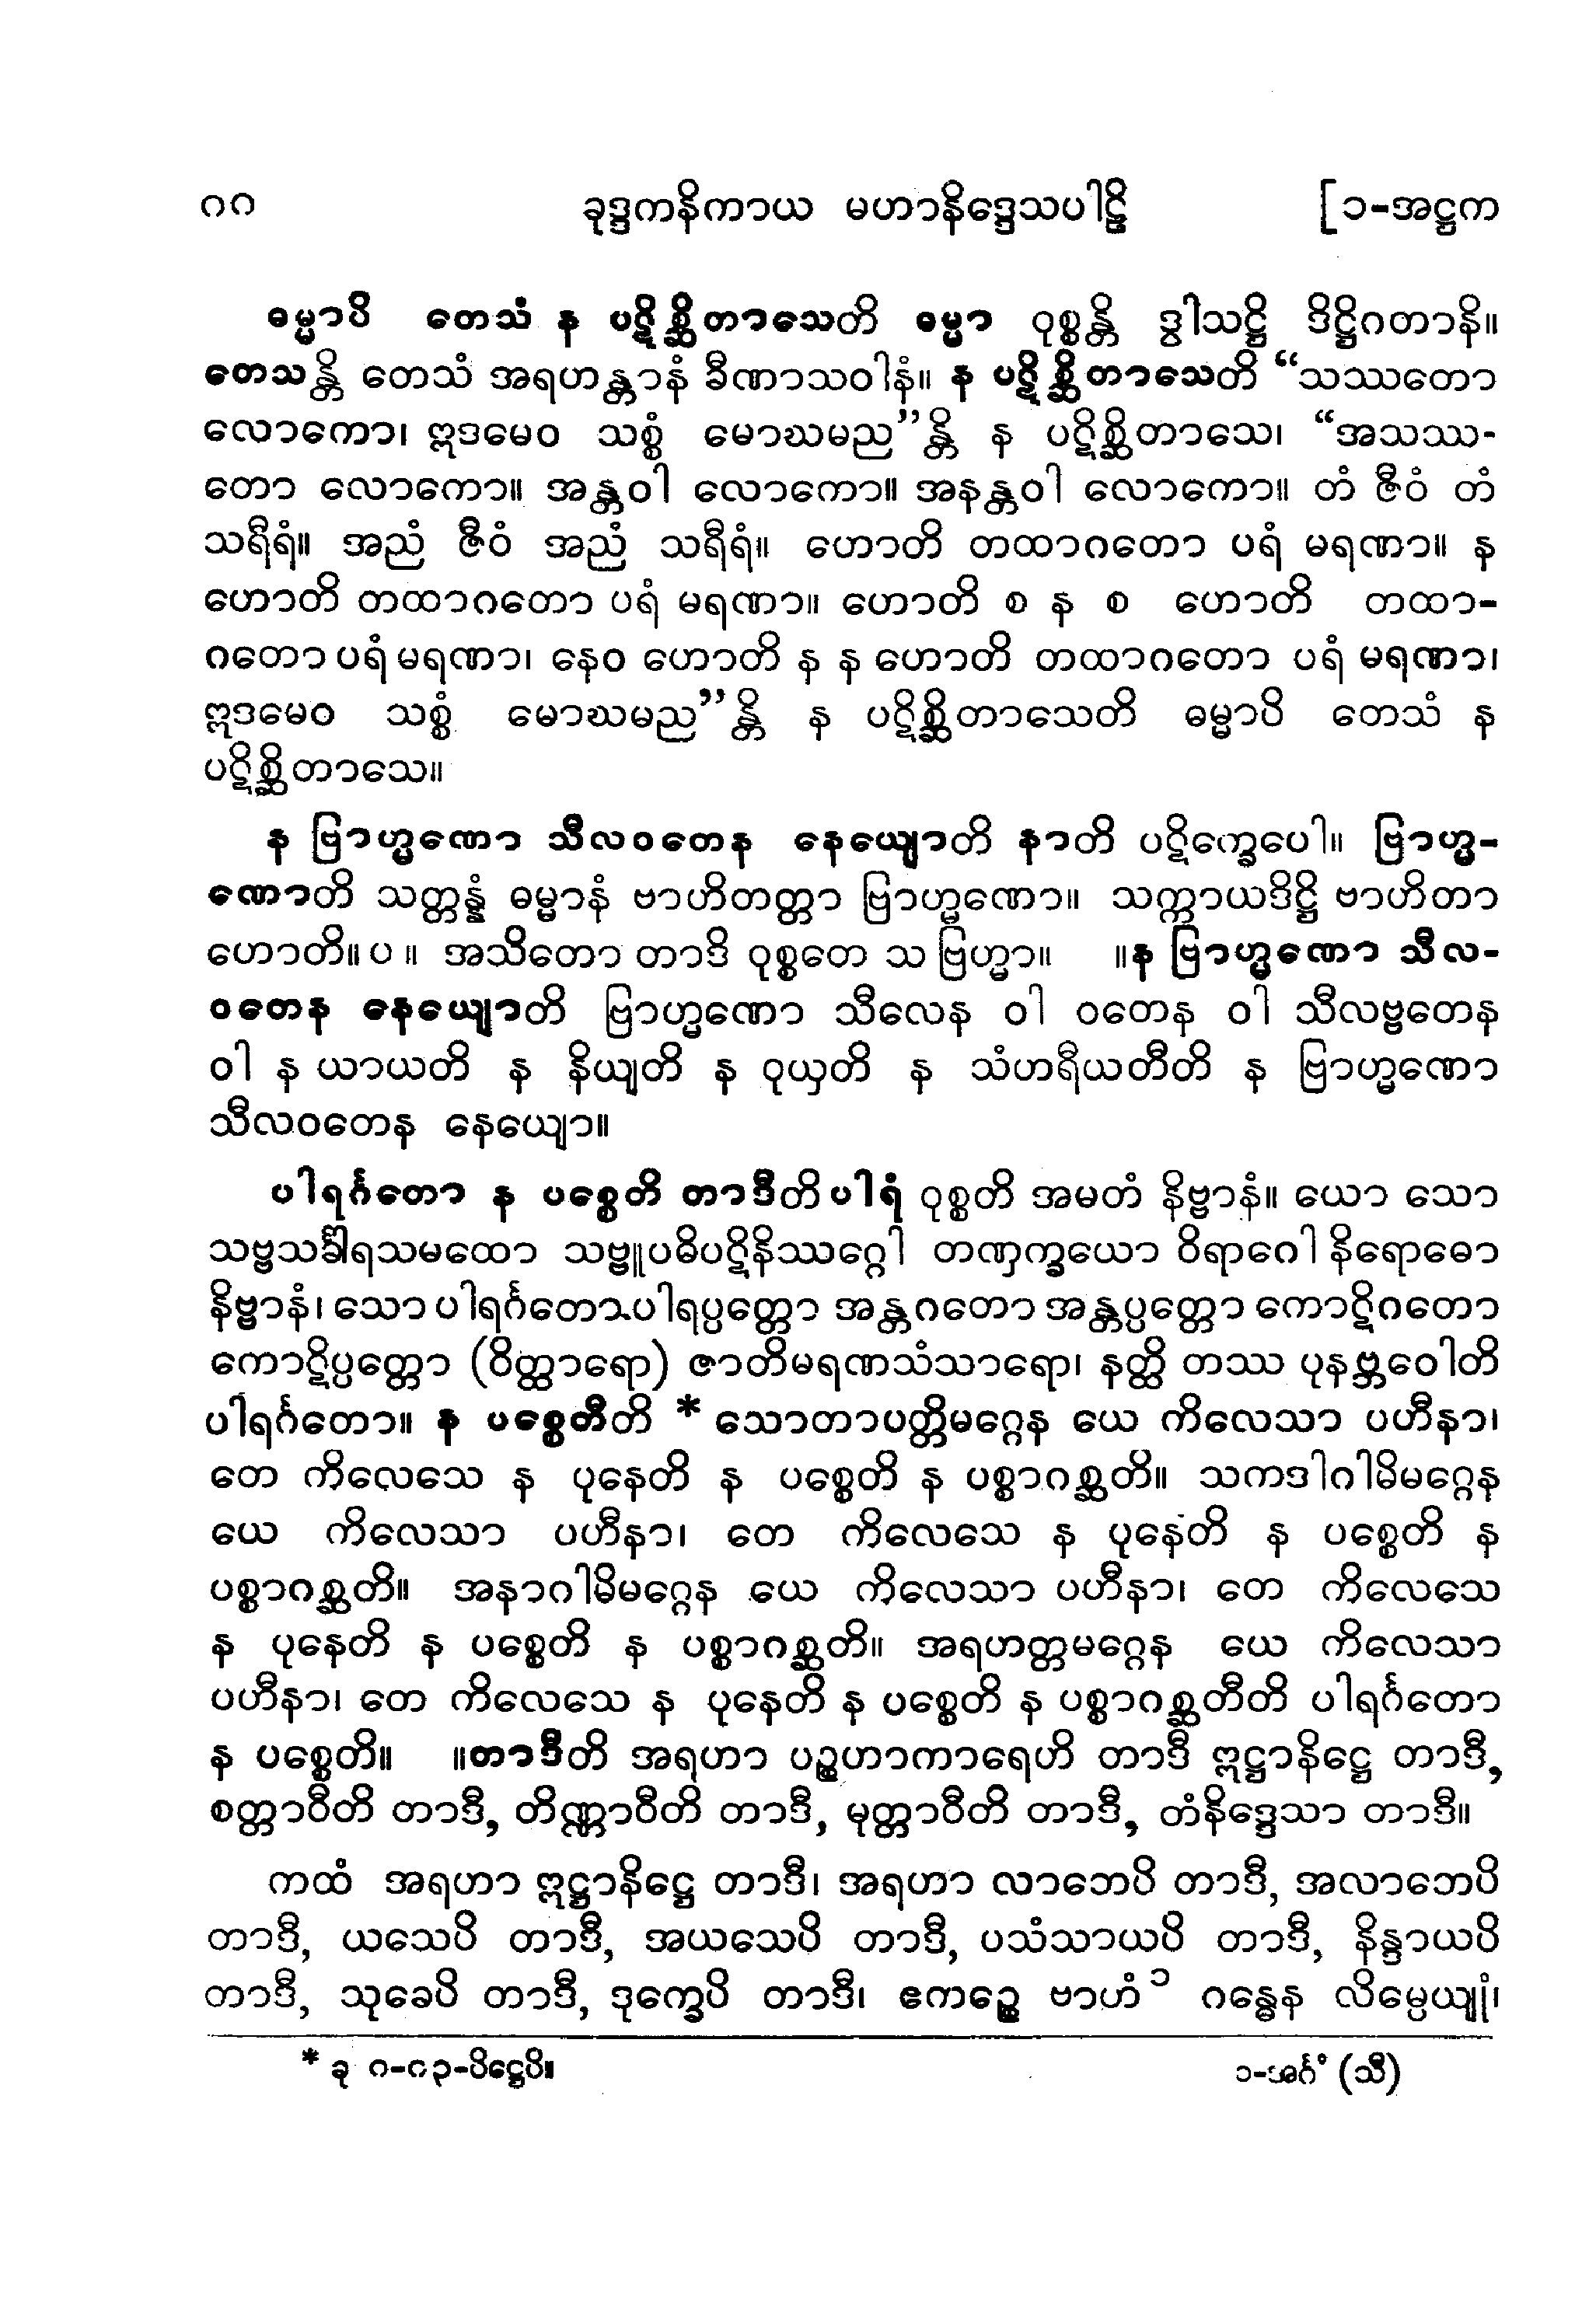 ၈၈ ခုဒ္ဒကနိကာယ မဟာနိဒ္ဒေသပါဠိ [၁-အဋ္ဌက
ဓမ္မာပိ တေသံ န ပဋိစ္ဆိတာသေတိ ဓမ္မာ ဝုစ္စန္တိ ဒွါသဋ္ဌိ ဒိဋ္ဌိဂတာနိ။
တေသန္တိ တေသံ အရဟန္တာနံ ခီဏာသဝါနံ။ န ပဋိစ္ဆိတာသေတိ “သဿတော
လောကော၊ ဣဒမေဝ သစ္စံ မောဃမည”န္တိ န ပဋိစ္ဆိတာသေ၊ “အသဿ-
တော လောကော။ အန္တဝါ လောကော။ အနန္တဝါ လောကော။ တံ ဇီဝံ တံ
သရီရံ။ အညံ ဇီဝံ အညံ သရီရံ။ ဟောတိ တထာဂတော ပရံ မရဏာ။ န
ဟောတိ တထာဂတော ပရံ မရဏာ။ ဟောတိ စ န စ ဟောတိ တထာ-
ဂတော ပရံ မရဏာ၊ နေဝ ဟောတိ န န ဟောတိ တထာဂတော ပရံ မရဏာ၊
ဣဒမေဝ သစ္စံ မောဃမည”န္တိ န ပဋိစ္ဆိတာသေတိ ဓမ္မာပိ တေသံ န
ပဋိစ္ဆိတာသေ။
န ဗြာဟ္မဏော သီလဝတေန နေယျောတိ နာတိ ပဋိက္ခေပေါ။ ဗြာဟ္မ-
ဏောတိ သတ္တန္နံ ဓမ္မာနံ ဗာဟိတတ္တာ ဗြာဟ္မဏော။ သက္ကာယဒိဋ္ဌိ ဗာဟိတာ
ဟောတိ။ ပ ။ အသိတော တာဒိ ဝုစ္စတေ သ ဗြဟ္မာ။ ။န ဗြာဟ္မဏော သီလ-
ဝတေန နေယျောတိ ဗြာဟ္မဏော သီလေန ဝါ ဝတေန ဝါ သီလဗ္ဗတေန
ဝါ န ယာယတိ န နိယျတိ န ဝုယှတိ န သံဟရီယတီတိ န ဗြာဟ္မဏော
သီလဝတေန နေယျော။
ပါရင်္ဂတော န ပစ္စေတိ တာဒီတိ ပါရံ ဝုစ္စတိ အမတံ နိဗ္ဗာနံ။ ယော သော
သဗ္ဗသင်္ခါရသမထော သဗ္ဗူပဓိပဋိနိဿဂ္ဂေါ တဏှက္ခယော ဝိရာဂေါ နိရောဓော
နိဗ္ဗာနံ၊ သော ပါရင်္ဂတော ပါရပ္ပတ္တော အန္တဂတော အန္တပ္ပတ္တော ကောဋိဂတော
ကောဋိပ္ပတ္တော (ဝိတ္ထာရော) ဇာတိမရဏသံသာရော၊ နတ္ထိ တဿ ပုနဗ္ဘဝေါတိ
ပါရင်္ဂတော။ န ပစ္စေတီတိ * သောတာပတ္တိမဂ္ဂေန ယေ ကိလေသာ ပဟီနာ၊
တေ ကိလေသေ န ပုနေတိ န ပစ္စေတိ န ပစ္စာဂစ္ဆတိ။ သကဒါဂါမိမဂ္ဂေန
ယေ ကိလေသာ ပဟီနာ၊ တေ ကိလေသေ န ပုနေတိ န ပစ္စေတိ န
ပစ္စာဂစ္ဆတိ။ အနာဂါမိမဂ္ဂေန ယေ ကိလေသာ ပဟီနာ၊ တေ ကိလေသေ
န ပုနေတိ န ပစ္စေတိ န ပစ္စာဂစ္ဆတိ။ အရဟတ္တမဂ္ဂေန ယေ ကိလေသာ
ပဟီနာ၊ တေ ကိလေသေ န ပုနေတိ န ပစ္စေတိ န ပစ္စာဂစ္ဆတီတိ ပါရင်္ဂတော
န ပစ္စေတိ။ ။တာဒီတိ အရဟာ ပဉ္စဟာကာရေဟိ တာဒီ ဣဋ္ဌာနိဋ္ဌေ တာဒီ,
စတ္တာဝီတိ တာဒီ, တိဏ္ဏာဝီတိ တာဒီ, မုတ္တာဝီတိ တာဒီ, တံနိဒ္ဒေသာ တာဒီ။
ကထံ အရဟာ ဣဋ္ဌာနိဋ္ဌေ တာဒီ၊ အရဟာ လာဘေပိ တာဒီ, အလာဘေပိ
တာဒီ, ယသေပိ တာဒီ, အယသေပိ တာဒီ, ပသံသာယပိ တာဒီ, နိန္ဒာယပိ
တာဒီ, သုခေပိ တာဒီ, ဒုက္ခေပိ တာဒီ၊ ဧကဉ္စေ ဗာဟံ ၁ ဂန္ဓေန လိမ္ပေယျုံ၊
* ခု ၈-၈၃-ပိဋ္ဌေပိ။ ၁-အင်္ဂံ (သီ)